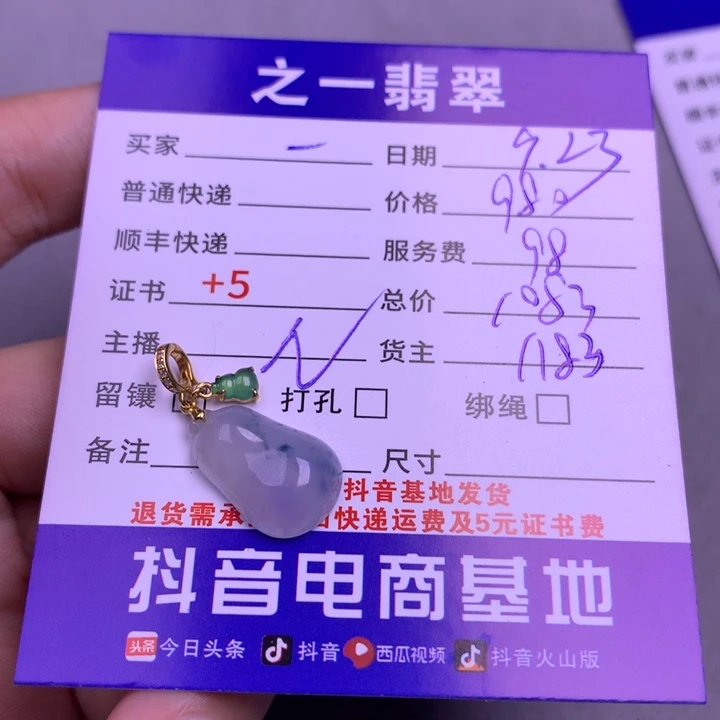 之一翡翠
买家 一 日期 9.23
普通快递 价格 980
顺丰快递 服务费 98
证书 +5 总价 1083
主播 货主 1183
留镶 打孔 绑绳
备注 尺寸
抖音基地发货
退货需承 快递运费及5元证书费
抖音电商基地
头条 今日头条 抖音 西瓜视频 抖音火山版